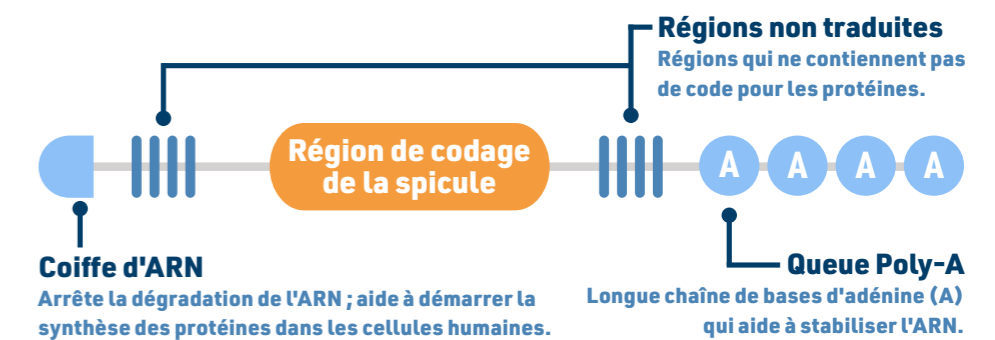 Régions non traduites
Régions qui ne contiennent pas
de code pour les protéines.
Région de codage
de la spicule
A A A A
Coiffe d'ARN
Arrête la dégradation de l'ARN ; aide à démarrer la
synthèse des protéines dans les cellules humaines.
Queue Poly-A
Longue chaîne de bases d'adénine (A)
qui aide à stabiliser l'ARN.